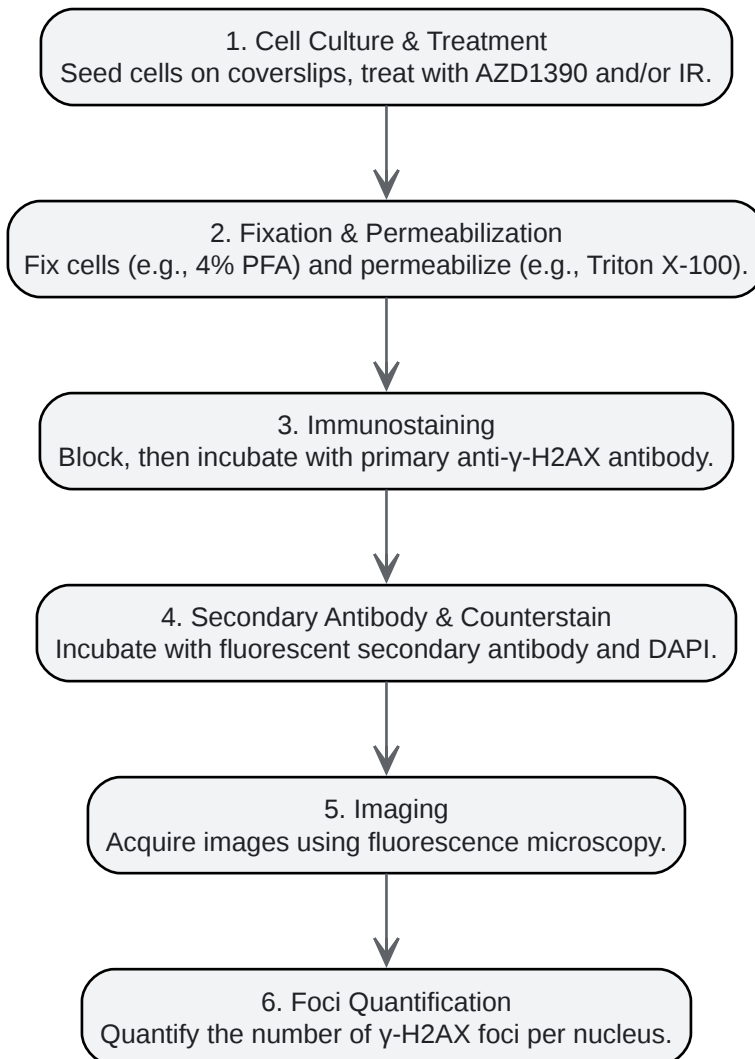 1. Cell Culture & Treatment
Seed cells on coverslips, treat with AZD1390 and/or IR.
2. Fixation & Permeabilization
Fix cells (e.g., 4% PFA) and permeabilize (e.g., Triton X-100).
3. Immunostaining
Block, then incubate with primary anti-γ-H2AX antibody.
4. Secondary Antibody & Counterstain
Incubate with fluorescent secondary antibody and DAPI.
5. Imaging
Acquire images using fluorescence microscopy.
6. Foci Quantification
Quantify the number of γ-H2AX foci per nucleus.